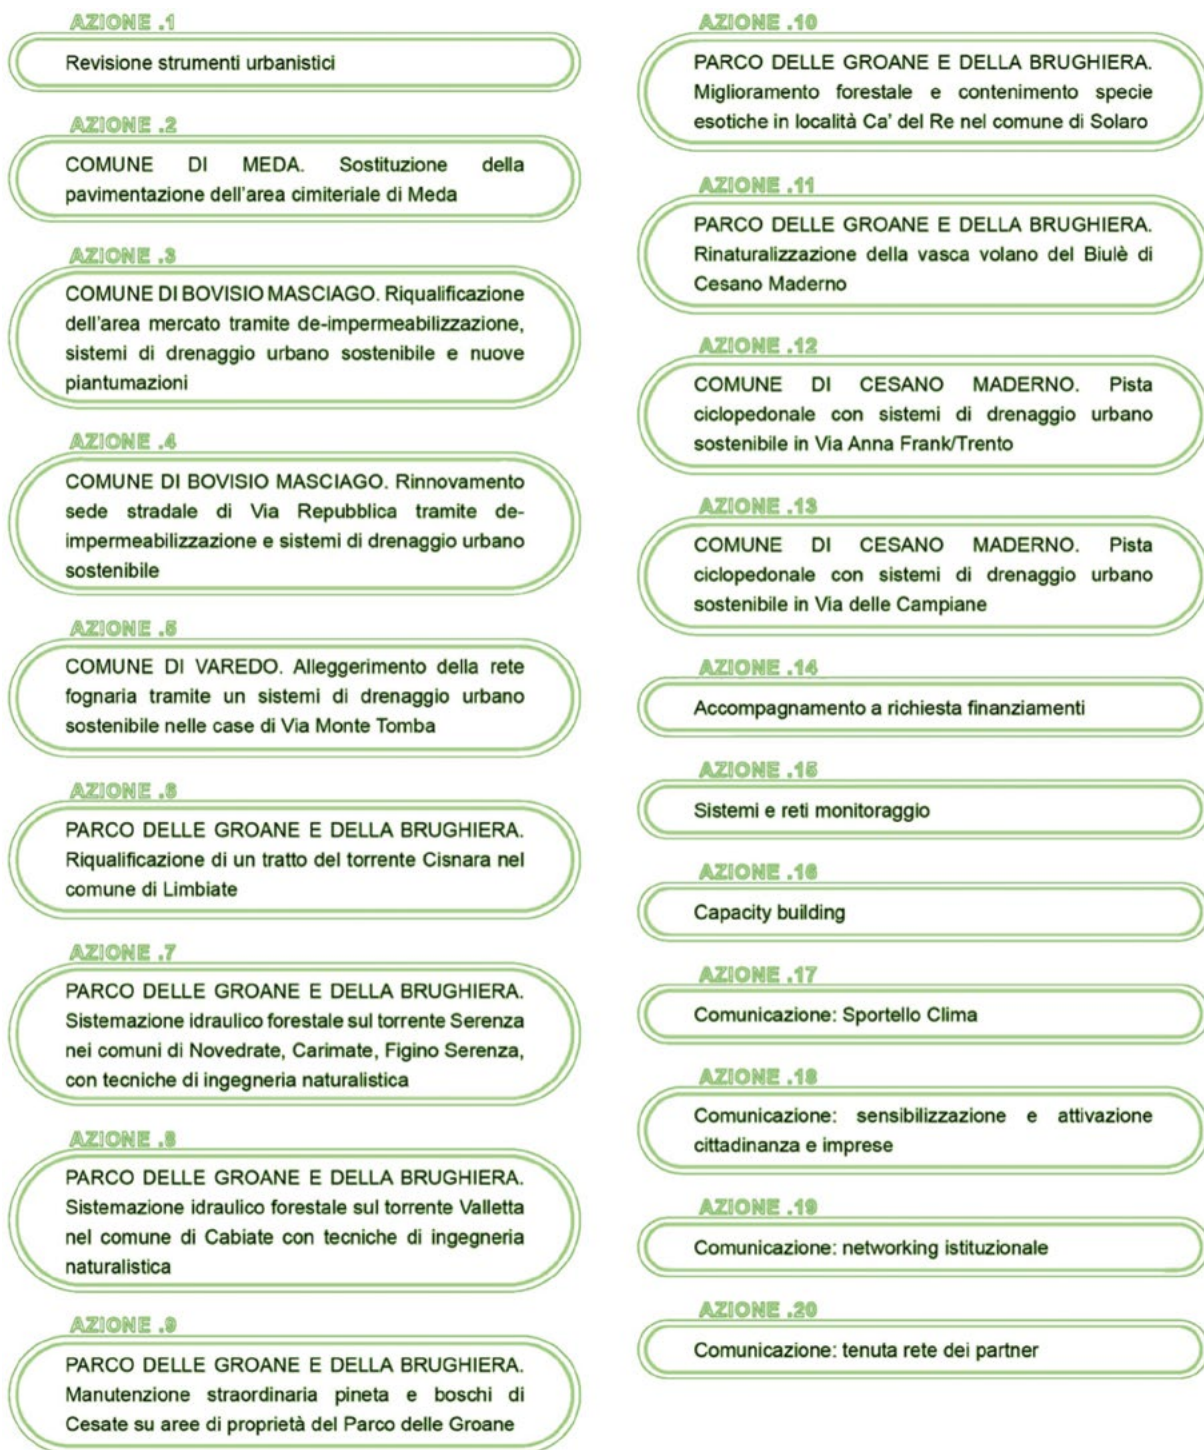 AZIONE .1
Revisione strumenti urbanistici
AZIONE .2
COMUNE DI MEDA. Sostituzione della
pavimentazione dell'area cimiteriale di Meda
AZIONE .3
COMUNE DI BOVISIO MASCIAGO. Riqualificazione
dell'area mercato tramite de-impermeabilizzazione,
sistemi di drenaggio urbano sostenibile e nuove
piantumazioni
AZIONE .4
COMUNE DI BOVISIO MASCIAGO. Rinnovamento
sede stradale di Via Repubblica tramite de-
impermeabilizzazione e sistemi di drenaggio urbano
sostenibile
AZIONE .5
COMUNE DI VAREDO. Alleggerimento della rete
fognaria tramite un sistemi di drenaggio urbano
sostenibile nelle case di Via Monte Tomba
AZIONE .6
PARCO DELLE GROANE E DELLA BRUGHIERA.
Riqualificazione di un tratto del torrente Cisnara nel
comune di Limbiate
AZIONE .7
PARCO DELLE GROANE E DELLA BRUGHIERA.
Sistemazione idraulico forestale sul torrente Serenza
nei comuni di Novedrate, Carimate, Figino Serenza,
con tecniche di ingegneria naturalistica
AZIONE .8
PARCO DELLE GROANE E DELLA BRUGHIERA.
Sistemazione idraulico forestale sul torrente Valletta
nel comune di Cabiate con tecniche di ingegneria
naturalistica
AZIONE .9
PARCO DELLE GROANE E DELLA BRUGHIERA.
Manutenzione straordinaria pineta e boschi di
Cesate su aree di proprietà del Parco delle Groane
AZIONE .10
PARCO DELLE GROANE E DELLA BRUGHIERA.
Miglioramento forestale e contenimento specie
esotiche in località Ca' del Re nel comune di Solaro
AZIONE .11
PARCO DELLE GROANE E DELLA BRUGHIERA.
Rinaturalizzazione della vasca volano del Biulè di
Cesano Maderno
AZIONE .12
COMUNE DI CESANO MADERNO. Pista
ciclopedonale con sistemi di drenaggio urbano
sostenibile in Via Anna Frank/Trento
AZIONE .13
COMUNE DI CESANO MADERNO. Pista
ciclopedonale con sistemi di drenaggio urbano
sostenibile in Via delle Campiane
AZIONE .14
Accompagnamento a richiesta finanziamenti
AZIONE .15
Sistemi e reti monitoraggio
AZIONE .16
Capacity building
AZIONE .17
Comunicazione: Sportello Clima
AZIONE .18
Comunicazione: sensibilizzazione e attivazione
cittadinanza e imprese
AZIONE .19
Comunicazione: networking istituzionale
AZIONE .20
Comunicazione: tenuta rete dei partner